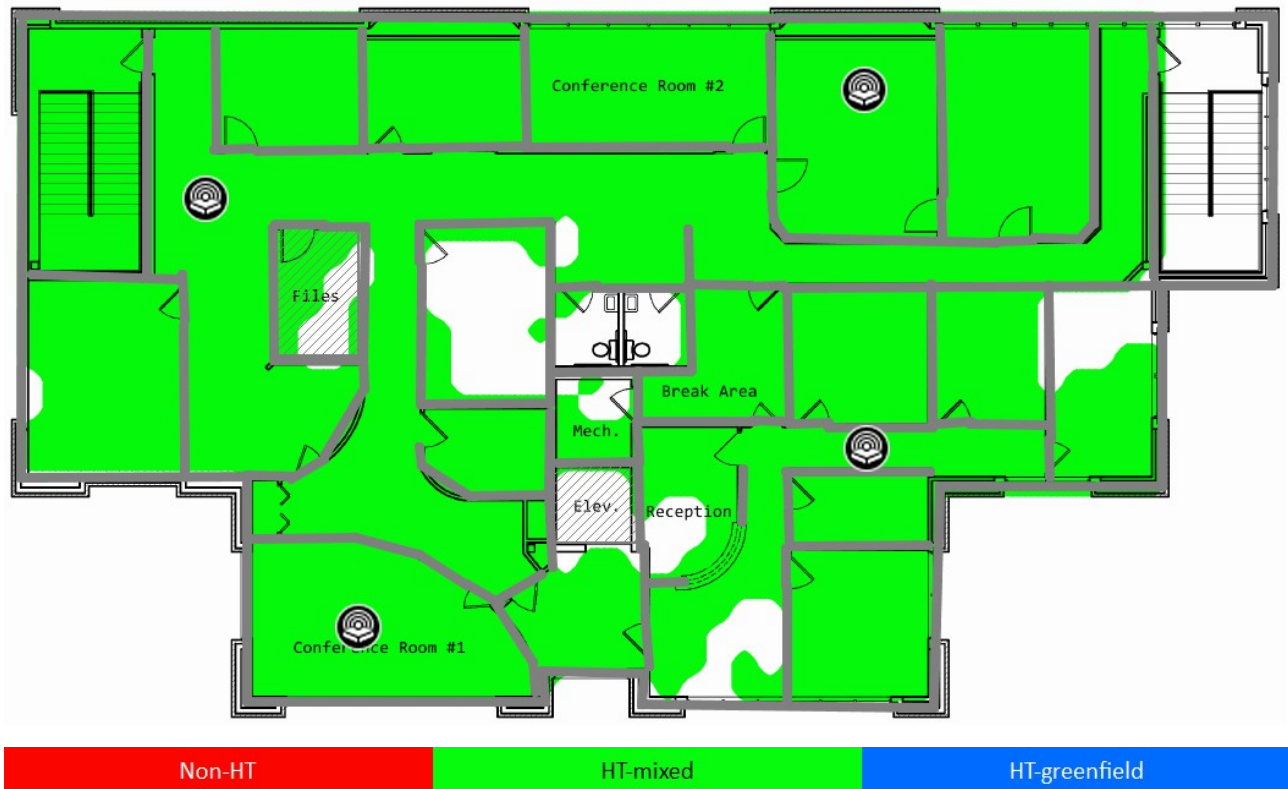 Conference Room #2
Files
Break Area
Mech.
Elev.
Reception
Conference Room #1
Non-HT
HT-mixed
HT-greenfield